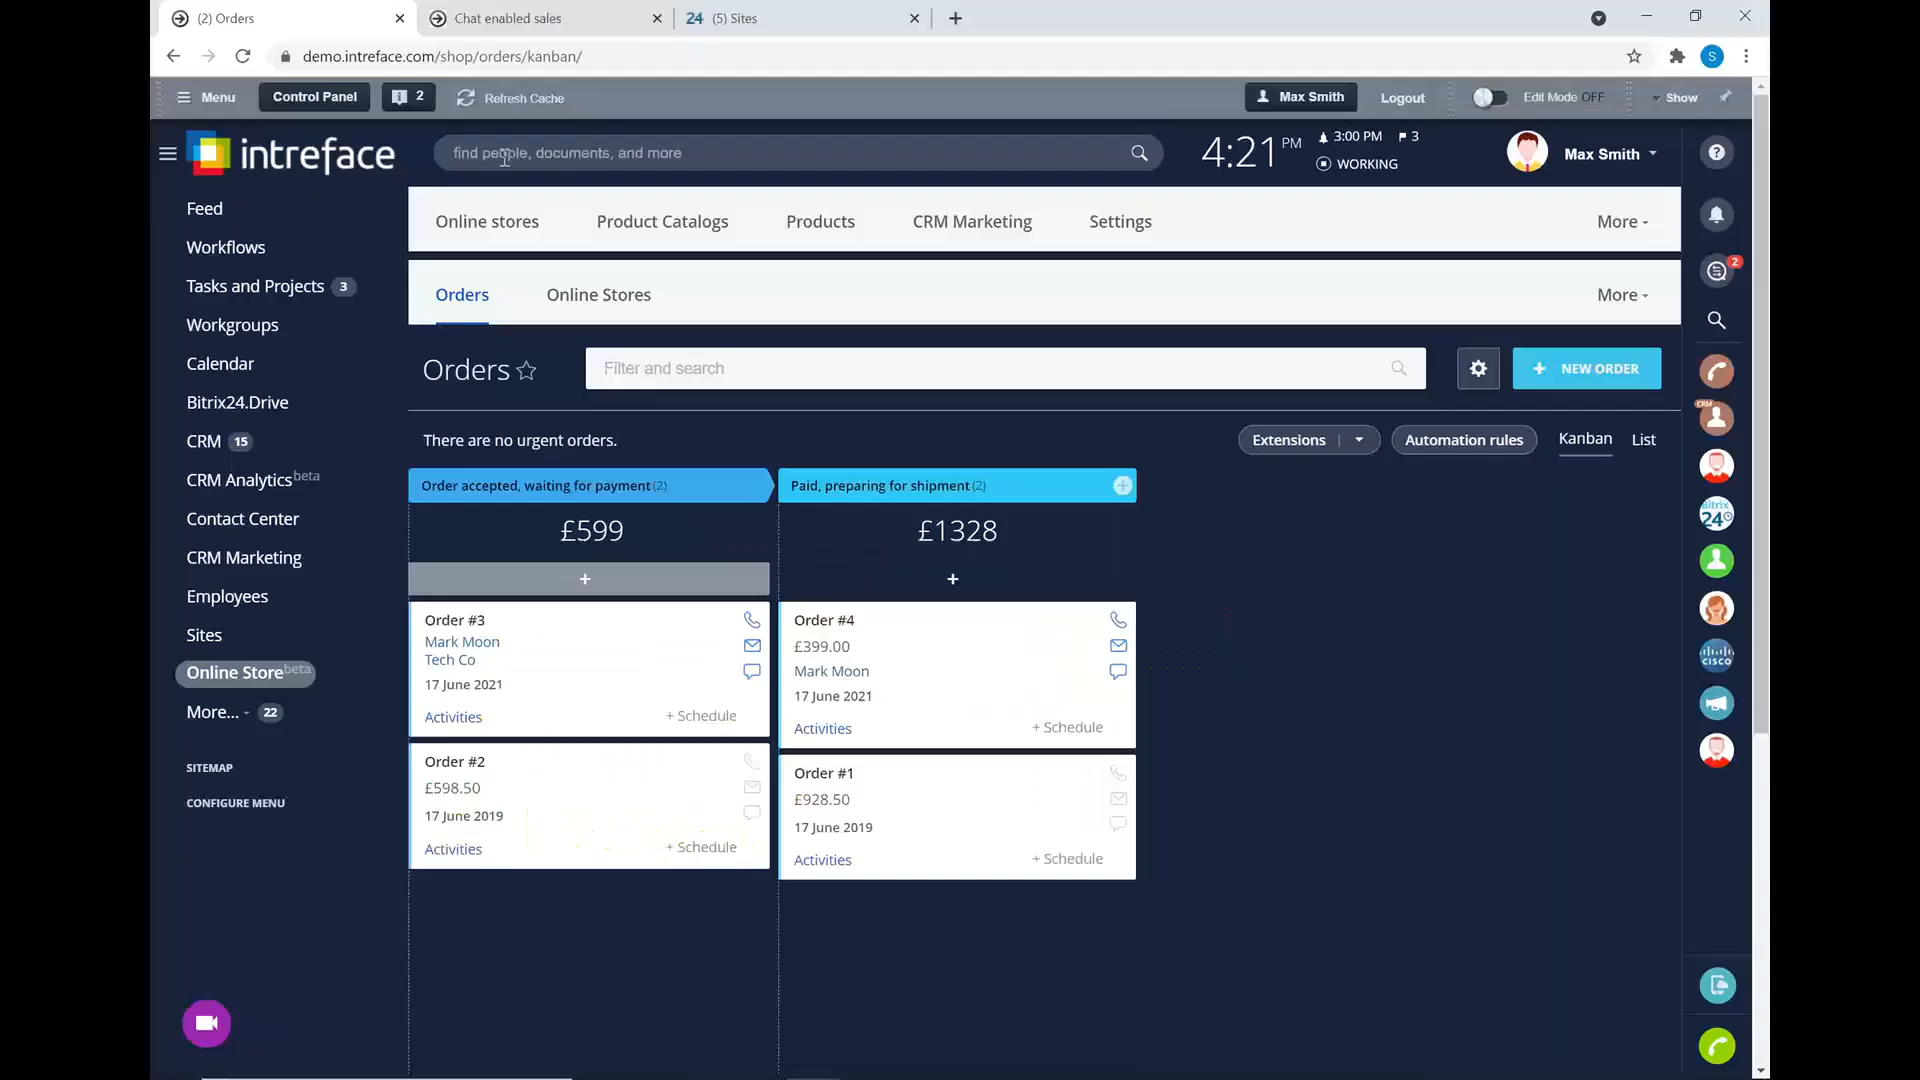 (2) Orders
Chat enabled sales
24 (5) Sites
demo.intreface.com/shop/orders/kanban/
S
Menu
Control Panel
2
Refresh Cache
Max Smith
Logout
Edit Mode OFF
Show
intreface
find people, documents, and more
4:21 PM
3:00 PM
3
WORKING
Max Smith
Feed
Workflows
Tasks and Projects 3
Workgroups
Calendar
Bitrix24.Drive
CRM 15
CRM Analytics beta
Contact Center
CRM Marketing
Employees
Sites
Online Store beta
More... 22
SITEMAP
CONFIGURE MENU
Online stores
Product Catalogs
Products
CRM Marketing
Settings
More
Orders
Online Stores
More
Orders
Filter and search
+ NEW ORDER
There are no urgent orders.
Extensions
Automation rules
Kanban
List
Order accepted, waiting for payment (2)
£599
+
Order #3
Mark Moon
Tech Co
17 June 2021
Activities
+ Schedule
Order #2
£598.50
17 June 2019
Activities
+ Schedule
Paid, preparing for shipment (2)
£1328
+
Order #4
£399.00
Mark Moon
17 June 2021
Activities
+ Schedule
Order #1
£928.50
17 June 2019
Activities
+ Schedule
?
2
CRM
bitrix
24
CISCO